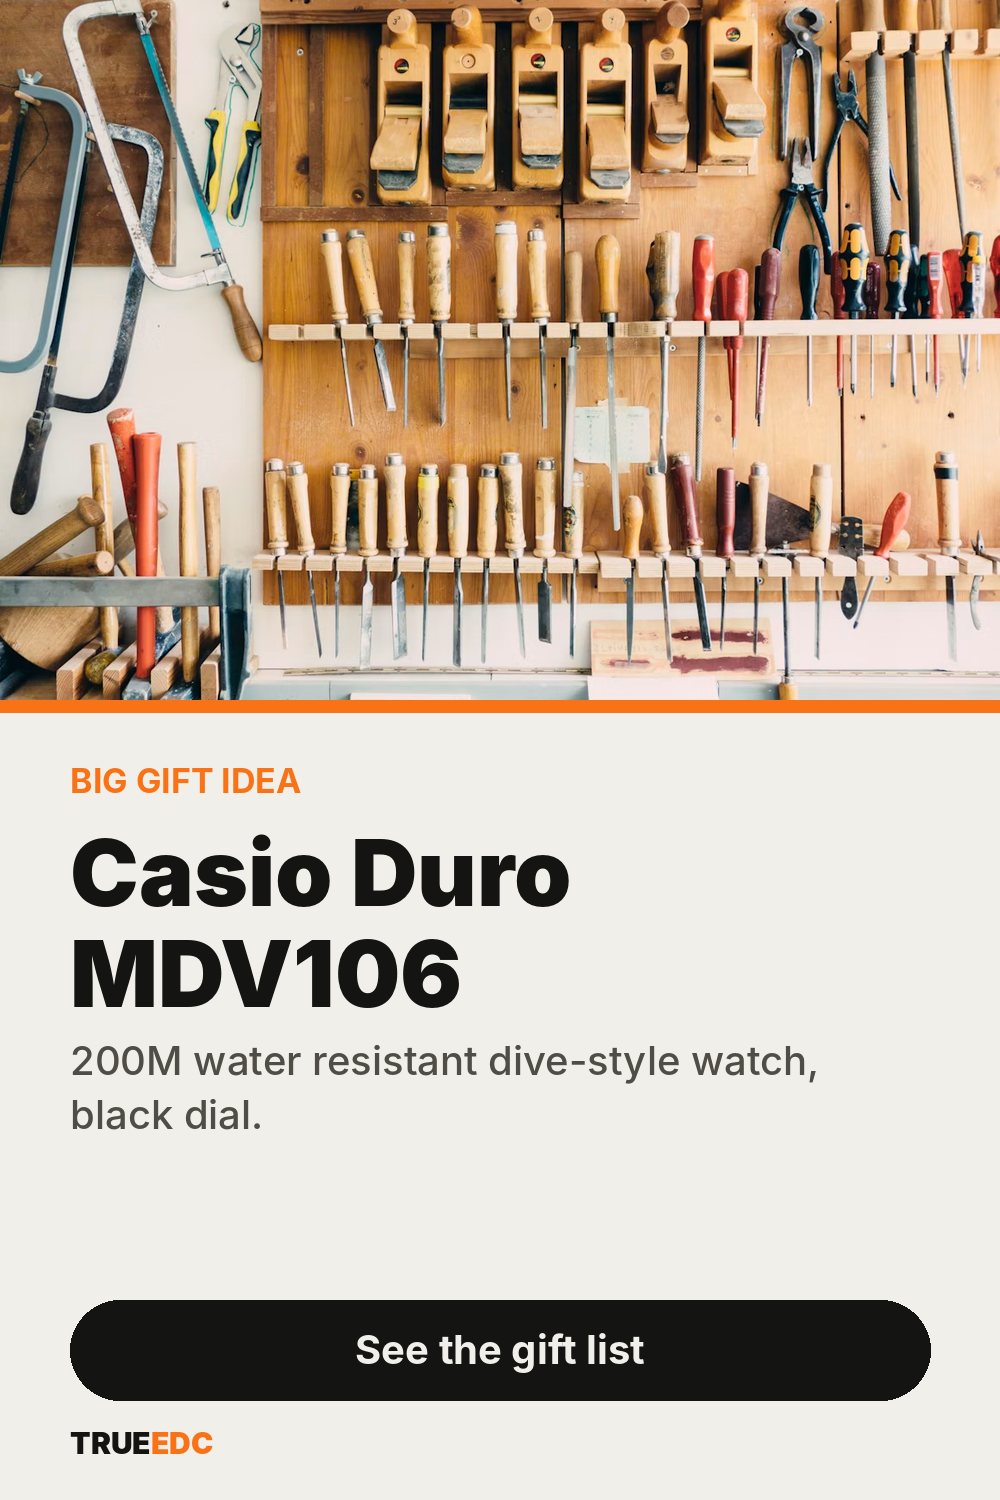 BIG GIFT IDEA
Casio Duro
MDV106
200M water resistant dive-style watch,
black dial.
See the gift list
TRUEEDC